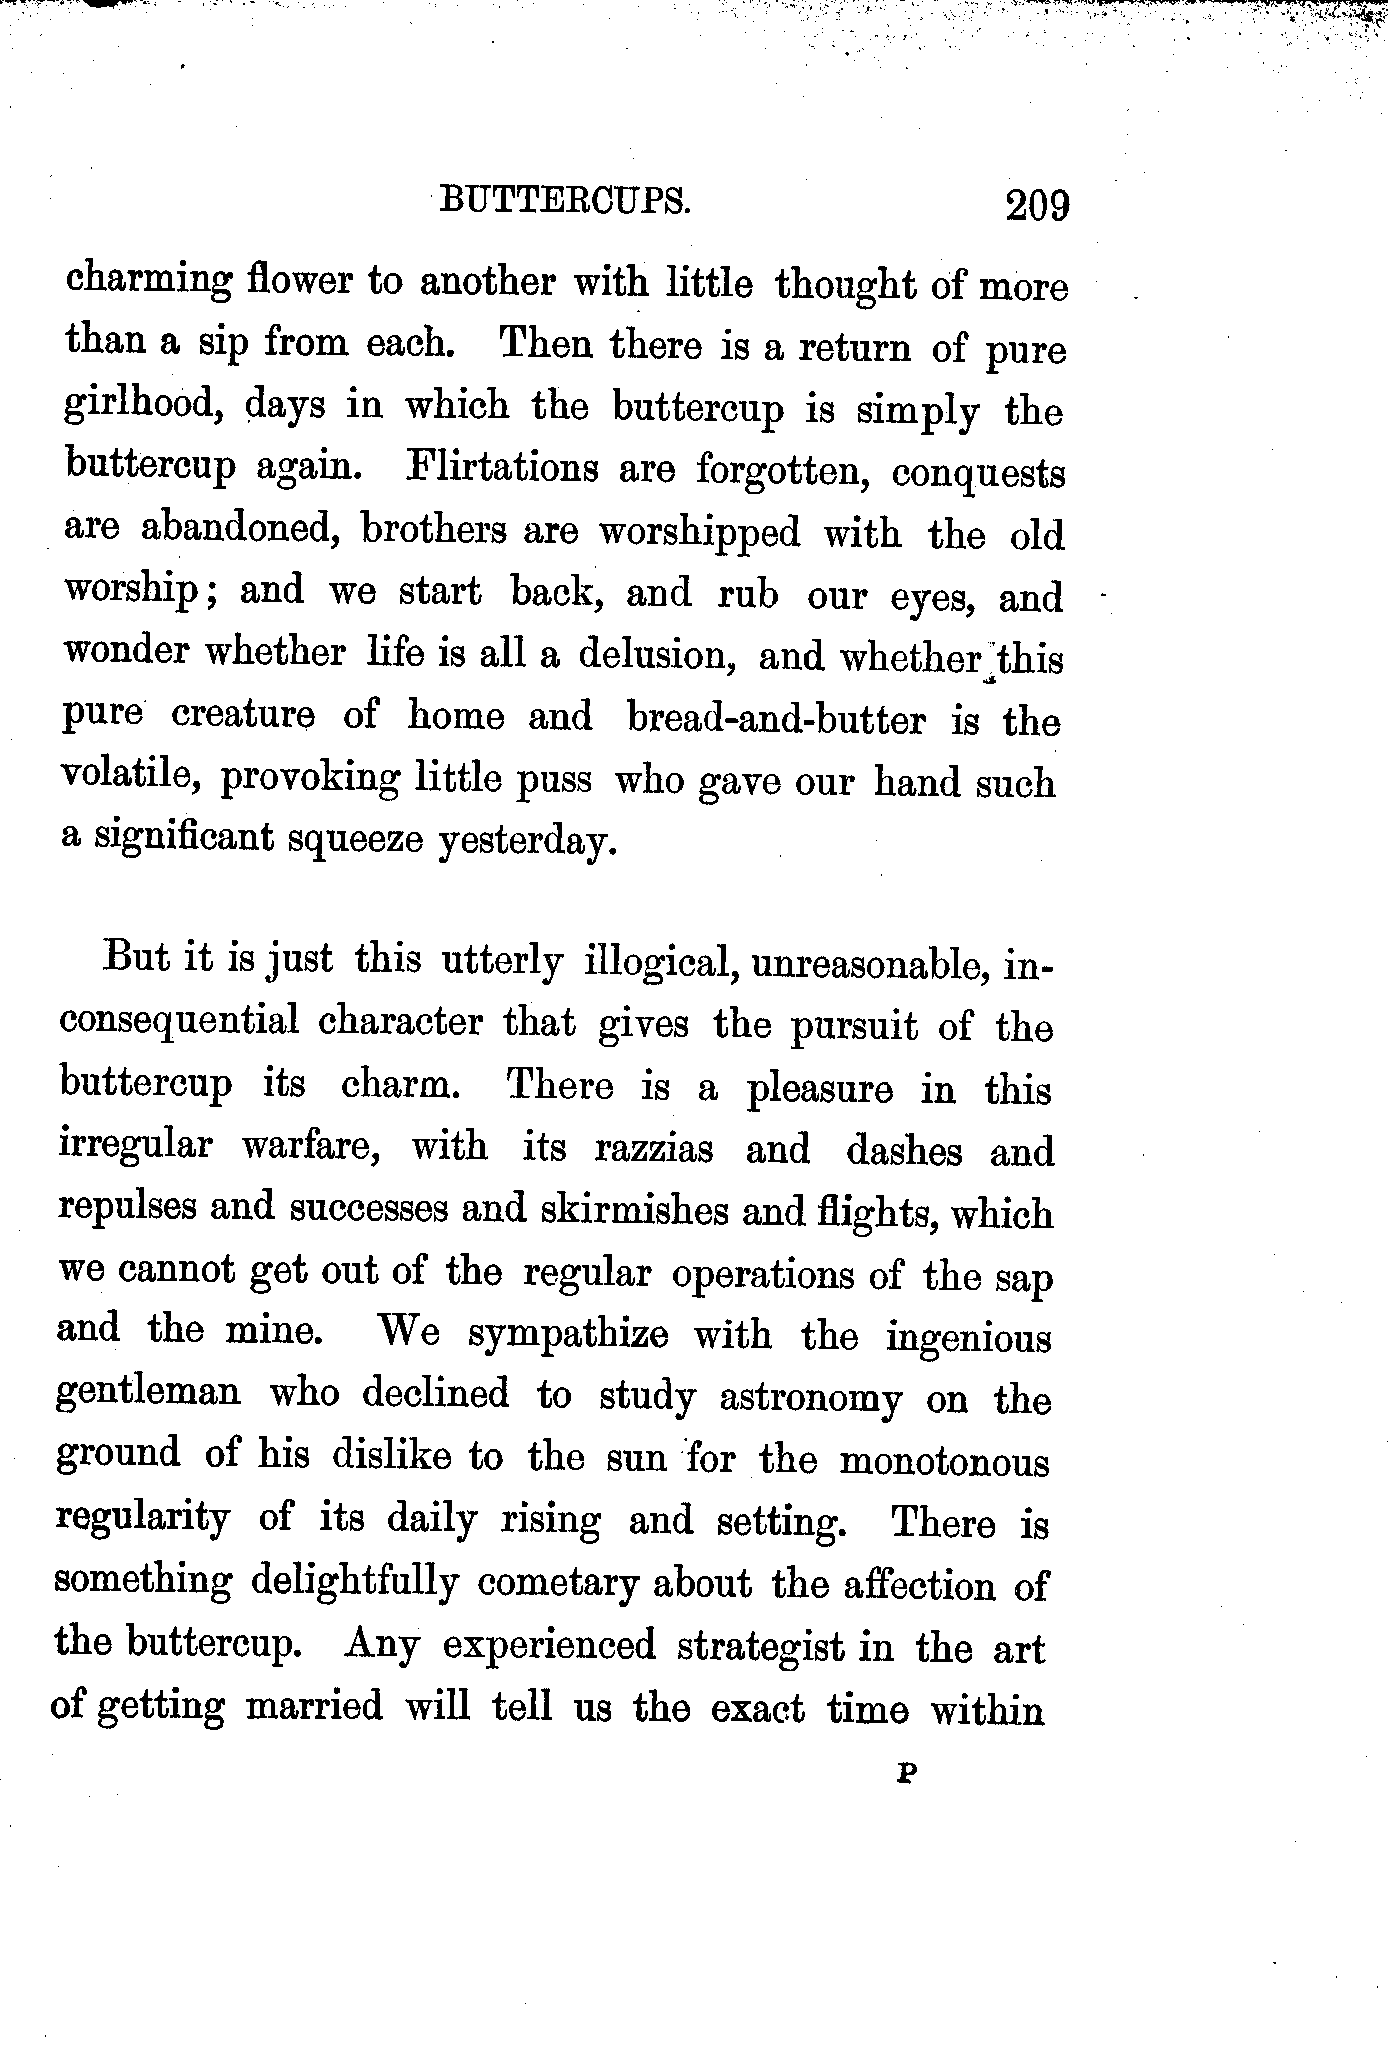 BUTTERCUPS. 209
charming flower to another with little thought of more
than a sip from each. Then there is a return of pure
girlhood, days in which the buttercup is simply the
buttercup again. Flirtations are forgotten, conquests
are abandoned, brothers are worshipped with the old
worship; and we start back, and rub our eyes, and
wonder whether life is all a delusion, and whether this
pure creature of home and bread-and-butter is the
volatile, provoking little puss who gave our hand such
a significant squeeze yesterday.
But it is just this utterly illogical, unreasonable, in-
consequential character that gives the pursuit of the
buttercup its charm. There is a pleasure in this
irregular warfare, with its razzias and dashes and
repulses and successes and skirmishes and flights, which
we cannot get out of the regular operations of the sap
and the mine. We sympathize with the ingenious
gentleman who declined to study astronomy on the
ground of his dislike to the sun for the monotonous
regularity of its daily rising and setting. There is
something delightfully cometary about the affection of
the buttercup. Any experienced strategist in the art
of getting married will tell us the exact time within
P